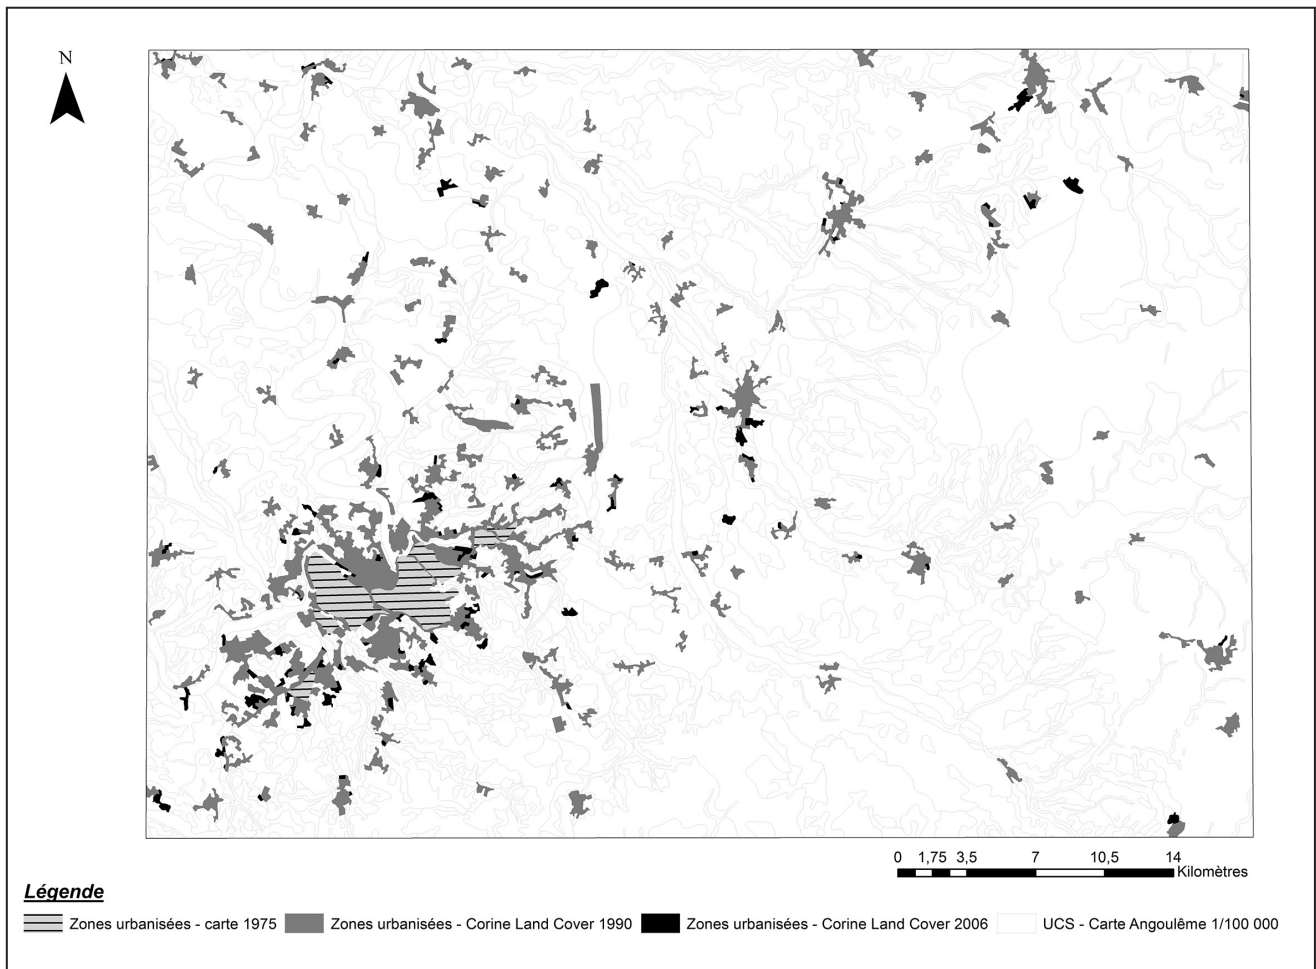 N
0 1,75 3,5 7 10,5 14
Kilomètres
Légende
Zones urbanisées - carte 1975 Zones urbanisées - Corine Land Cover 1990 Zones urbanisées - Corine Land Cover 2006 UCS - Carte Angoulême 1/100 000